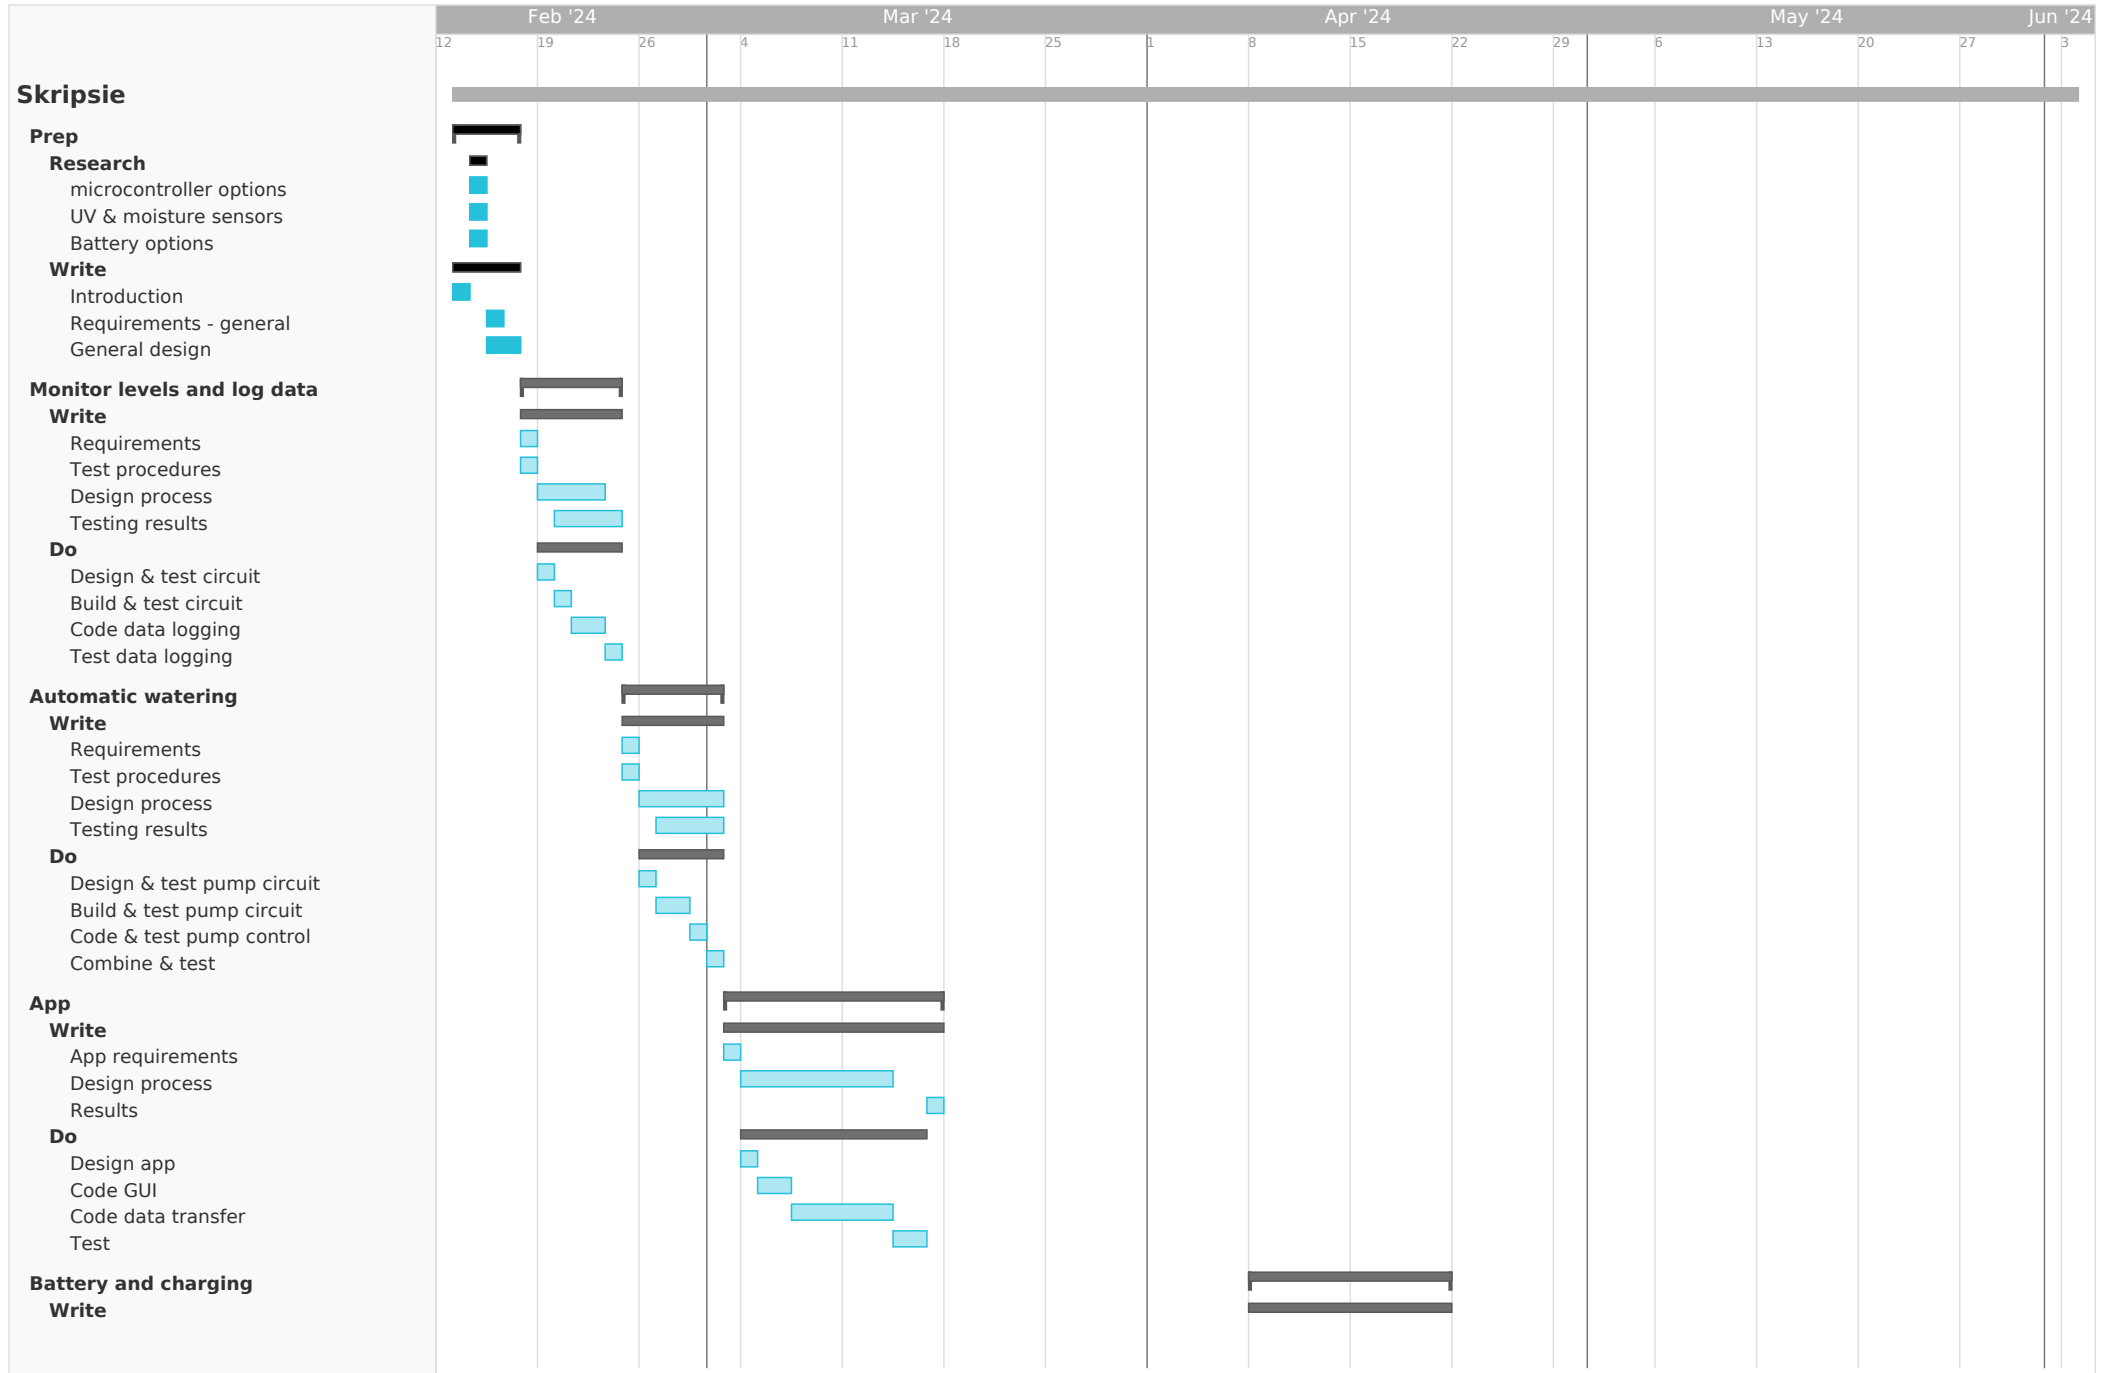 Feb '24 Mar '24 Apr '24 May '24 Jun '24
12 19 26 4 11 18 25 1 8 15 22 29 6 13 20 27 3
Skripsie
Prep
Research
microcontroller options
UV & moisture sensors
Battery options
Write
Introduction
Requirements - general
General design
Monitor levels and log data
Write
Requirements
Test procedures
Design process
Testing results
Do
Design & test circuit
Build & test circuit
Code data logging
Test data logging
Automatic watering
Write
Requirements
Test procedures
Design process
Testing results
Do
Design & test pump circuit
Build & test pump circuit
Code & test pump control
Combine & test
App
Write
App requirements
Design process
Results
Do
Design app
Code GUI
Code data transfer
Test
Battery and charging
Write